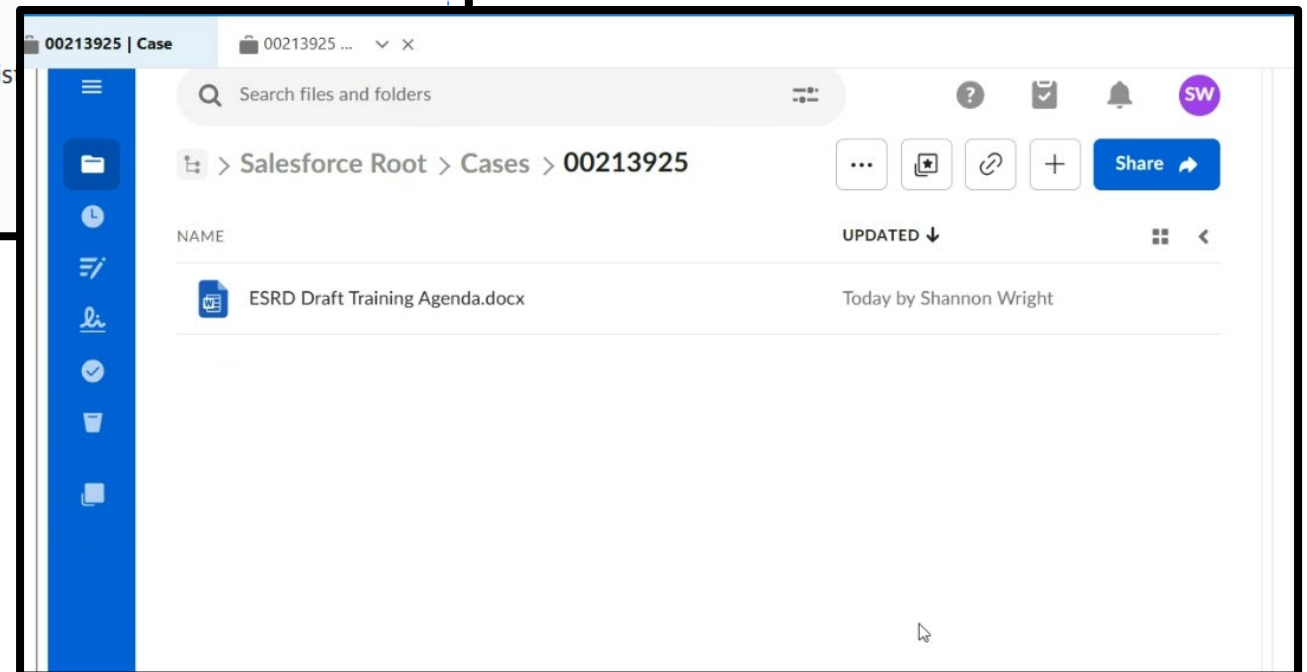 00213925 | Case
00213925 ...
Search files and folders
SW
> Salesforce Root > Cases > 00213925
Share
NAME
UPDATED
ESRD Draft Training Agenda.docx
Today by Shannon Wright